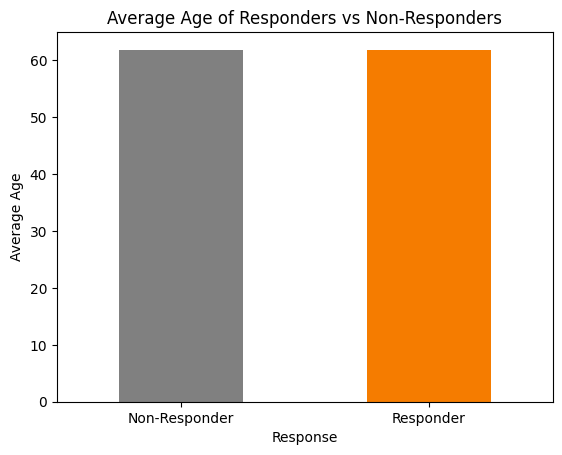 Average Age of Responders vs Non-Responders
60
50
40
30
20
10
0
Average Age
Non-Responder
Responder
Response